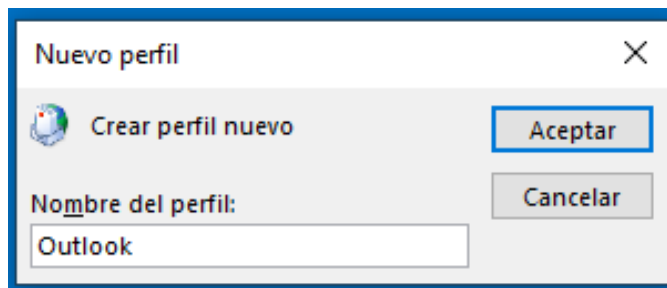 Nuevo perfil
Crear perfil nuevo
Aceptar
Cancelar
Nombre del perfil:
Outlook